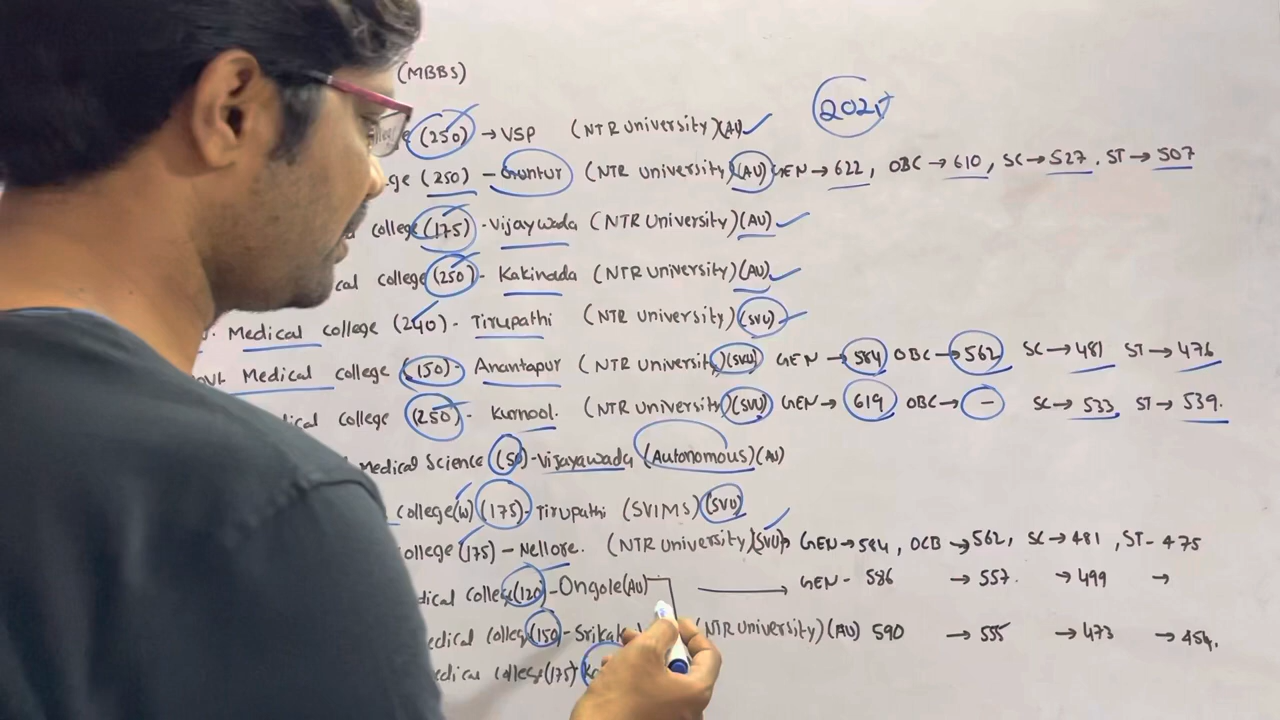 (MBBS)
2021
(250) → VSP (NTR University)(AU) ✓
ge (250) - Guntur (NTR University)(AU) GEN → 622, OBC → 610, SC → 527. ST → 507
college (175) - Vijaywada (NTR University)(AU) ✓
cal college (250) - Kakinada (NTR University)(AU) ✓
. Medical college (240) - Tirupathi (NTR University)(SVU)
ovt Medical college (150) - Anantapur (NTR University)(SVU) GEN → 584 OBC → 562 SC → 481 ST → 476
dical College (250) - Kurnool. (NTR University)(SVU) GEN → 619 OBC → - SC → 533 ST → 539.
Medical Science (50) - Vijayawada (Autonomous)(AU)
College(W) (175) - Tirupathi (SVIMS)(SVU)
ollege (175) - Nellore. (NTR University)(SVU) GEN → 584, OCB → 562, SC → 481, ST - 475
dical College (120) - Ongole(AU) → GEN - 586 → 557. → 499 →
edical college (150) - Srikak (NTR University)(AU) 590 → 535 → 473 → 454.
edical college (175)